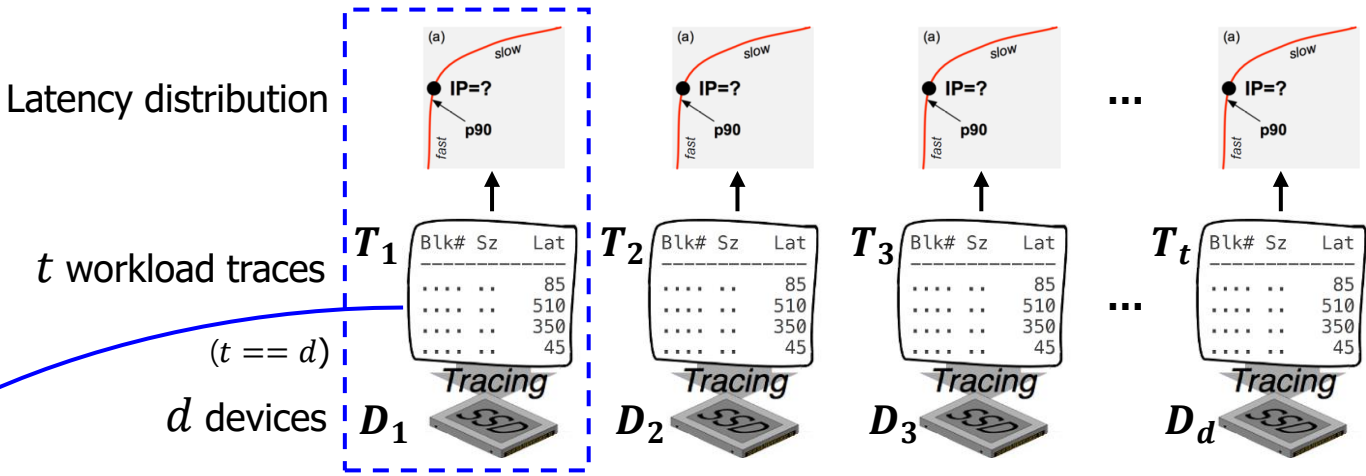 Latency distribution
(a)
slow
IP=?
p90
fast
(a)
slow
IP=?
p90
fast
(a)
slow
IP=?
p90
fast
...
(a)
slow
IP=?
p90
fast
t workload traces
(t == d)
d devices
T1
Blk# Sz Lat
--------------
.... .. 85
.... .. 510
.... .. 350
.... .. 45
Tracing
D1
SSD
T2
Blk# Sz Lat
--------------
.... .. 85
.... .. 510
.... .. 350
.... .. 45
Tracing
D2
SSD
T3
Blk# Sz Lat
--------------
.... .. 85
.... .. 510
.... .. 350
.... .. 45
Tracing
D3
SSD
...
Tt
Blk# Sz Lat
--------------
.... .. 85
.... .. 510
.... .. 350
.... .. 45
Tracing
Dd
SSD